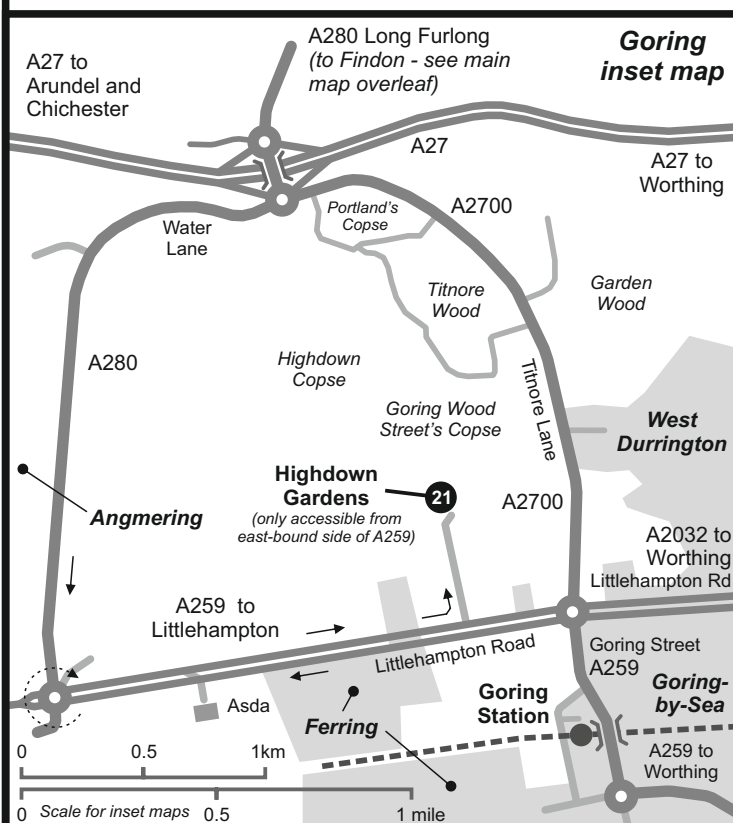 Goring
inset map
A280 Long Furlong
(to Findon - see main
map overleaf)
A27 to
Arundel and
Chichester
A27
A27 to
Worthing
Portland's
Copse
A2700
Water
Lane
Titnore
Wood
Garden
Wood
A280
Highdown
Copse
Titnore Lane
Goring Wood
Street's Copse
West
Durrington
Highdown
Gardens
(only accessible from
east-bound side of A259)
21
A2700
Angmering
A2032 to
Worthing
Littlehampton Rd
A259 to
Littlehampton
Littlehampton Road
Goring Street
A259
Goring
Station
Goring-
by-Sea
Asda
Ferring
A259 to
Worthing
0 0.5 1km
0 Scale for inset maps 0.5 1 mile